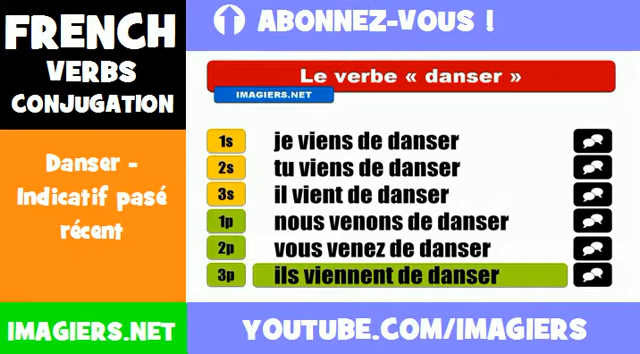 FRENCH
VERBS
CONJUGATION
ABONNEZ-VOUS !
Le verbe « danser »
IMAGIERS.NET
Danser -
Indicatif pasé
récent
1s je viens de danser
2s tu viens de danser
3s il vient de danser
1p nous venons de danser
2p vous venez de danser
3p ils viennent de danser
IMAGIERS.NET
YOUTUBE.COM/IMAGIERS